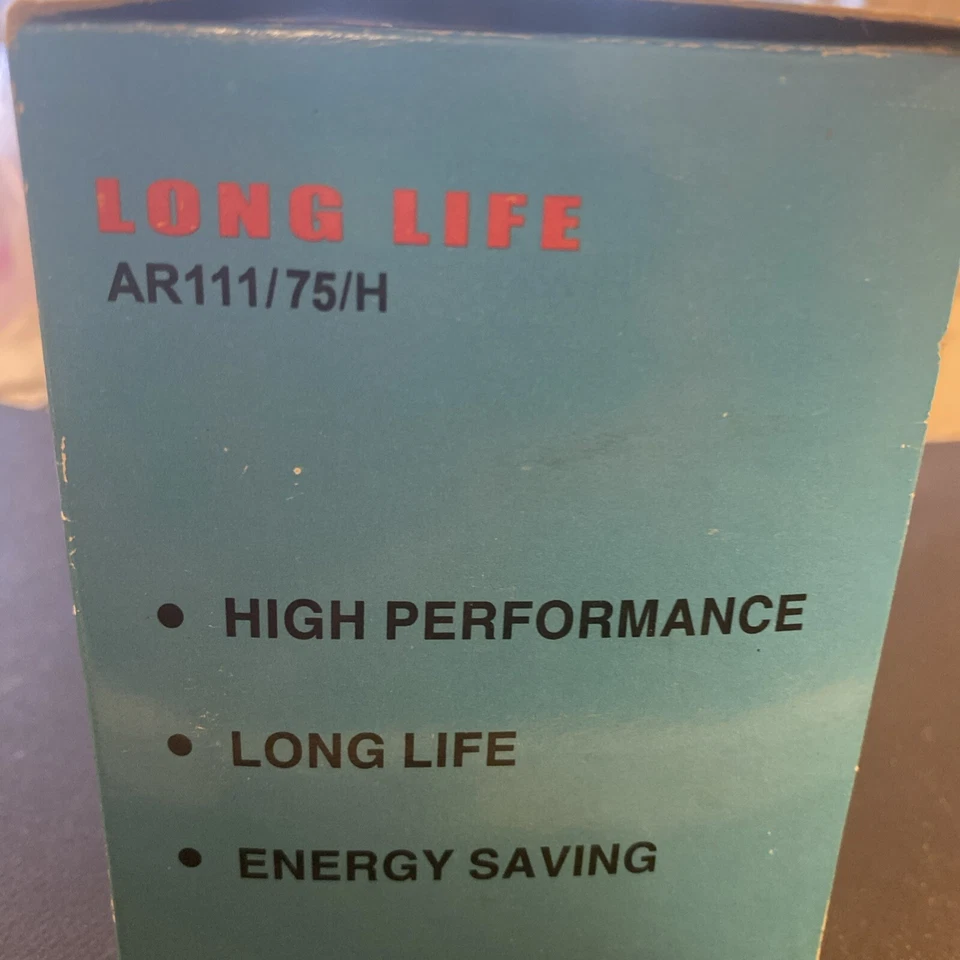 LONG LIFE
AR111/75/H
• HIGH PERFORMANCE
• LONG LIFE
• ENERGY SAVING